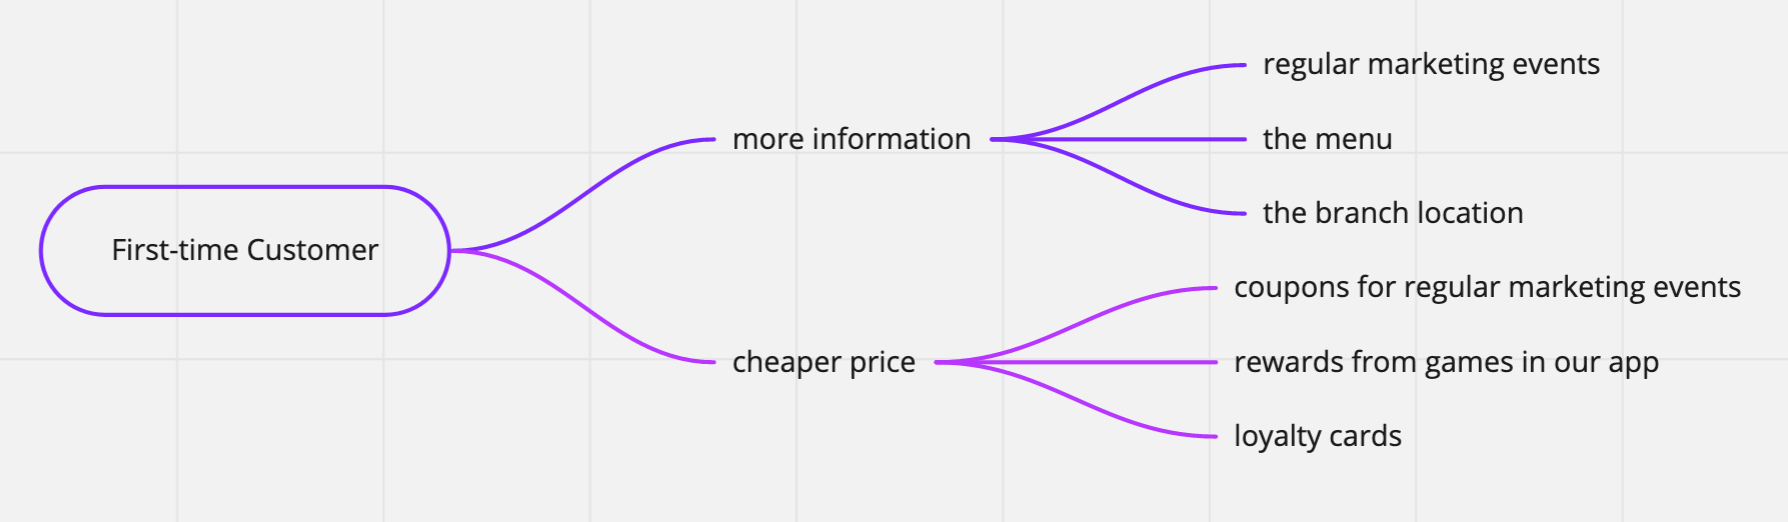 First-time Customer
more information
regular marketing events
the menu
the branch location
cheaper price
coupons for regular marketing events
rewards from games in our app
loyalty cards